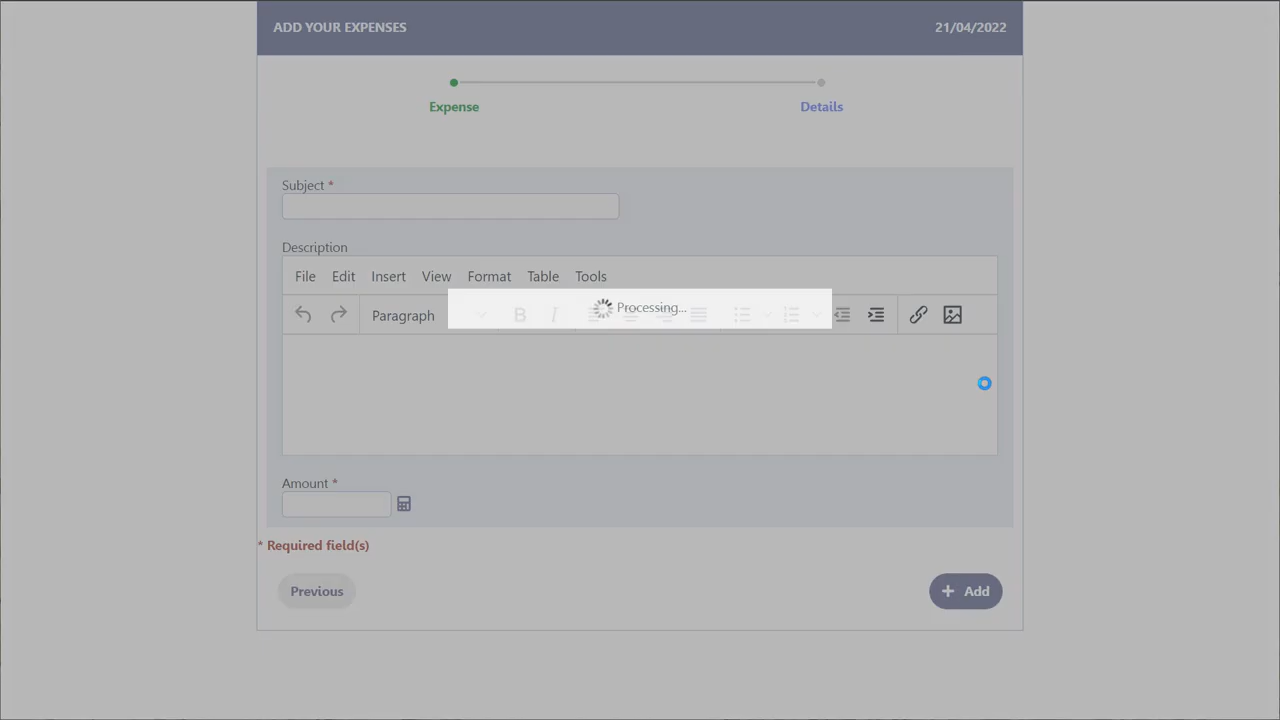 ADD YOUR EXPENSES 21/04/2022
Expense Details
Subject *
Description
File Edit Insert View Format Table Tools
Processing...
Paragraph B I
Amount *
* Required field(s)
Previous + Add